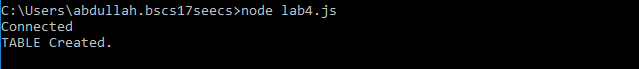 C:\Users\abdullah.bscs17seecs>node lab4.js
Connected
TABLE Created.